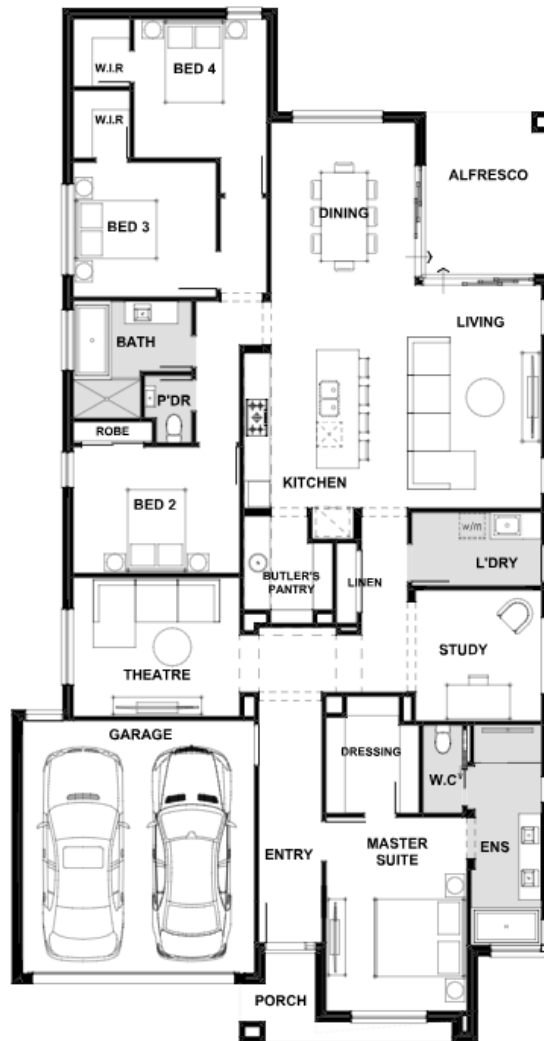 W.I.R
BED 4
W.I.R
ALFRESCO
DINING
BED 3
LIVING
BATH
P'DR
ROBE
KITCHEN
BED 2
w/m
L'DRY
BUTLER'S
PANTRY
LINEN
STUDY
THEATRE
GARAGE
DRESSING
W.C
ENTRY
MASTER
SUITE
ENS
PORCH